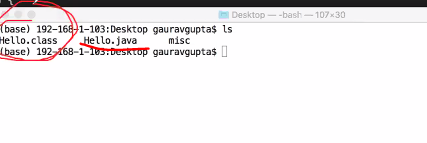 Desktop — -bash — 107×30
(base) 192-168-1-103:Desktop gauravgupta$ ls
Hello.class Hello.java misc
(base) 192-168-1-103:Desktop gauravgupta$